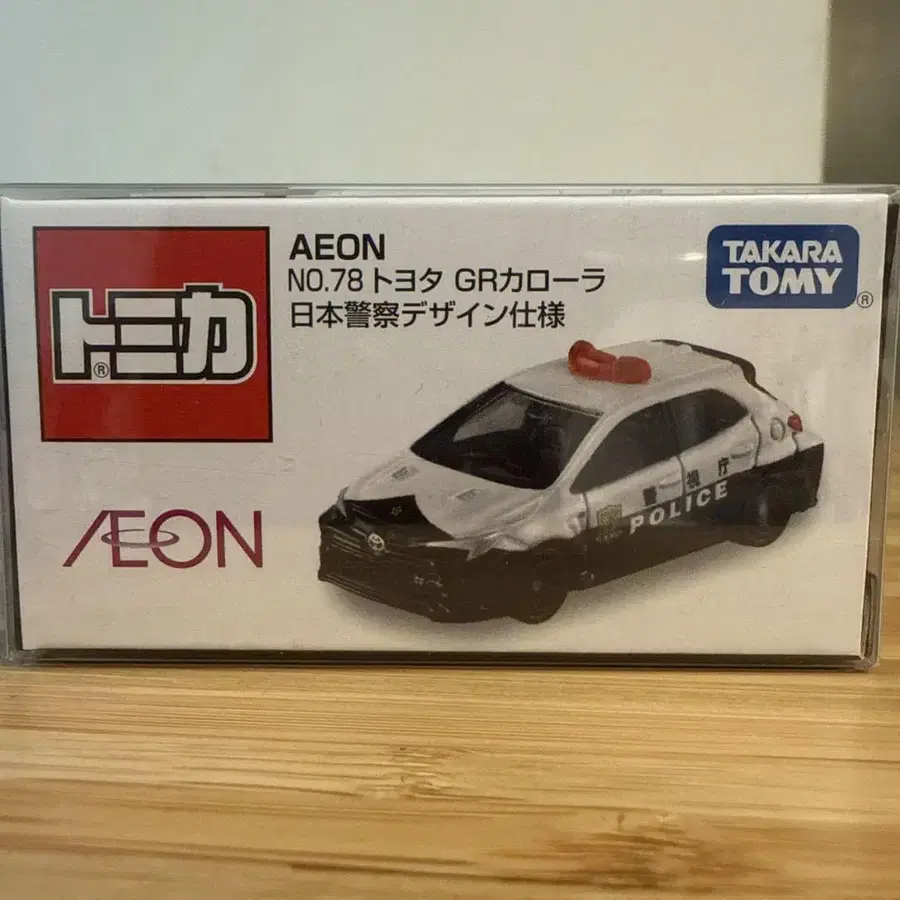 トミカ
®
AEON
NO.78 トヨタ GRカローラ
日本警察デザイン仕様
TAKARA
TOMY
®
AEON
警視庁
POLICE